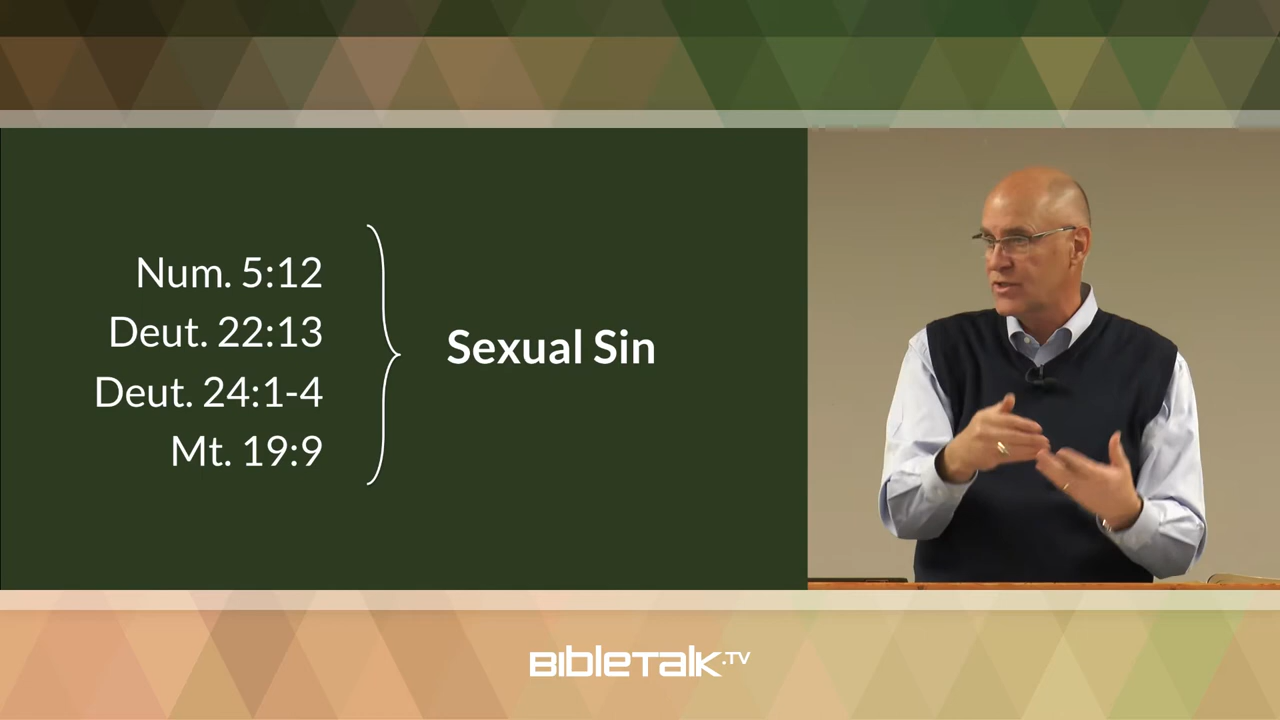 Num. 5:12
Deut. 22:13
Deut. 24:1-4
Mt. 19:9
Sexual Sin
BibleTalk.TV